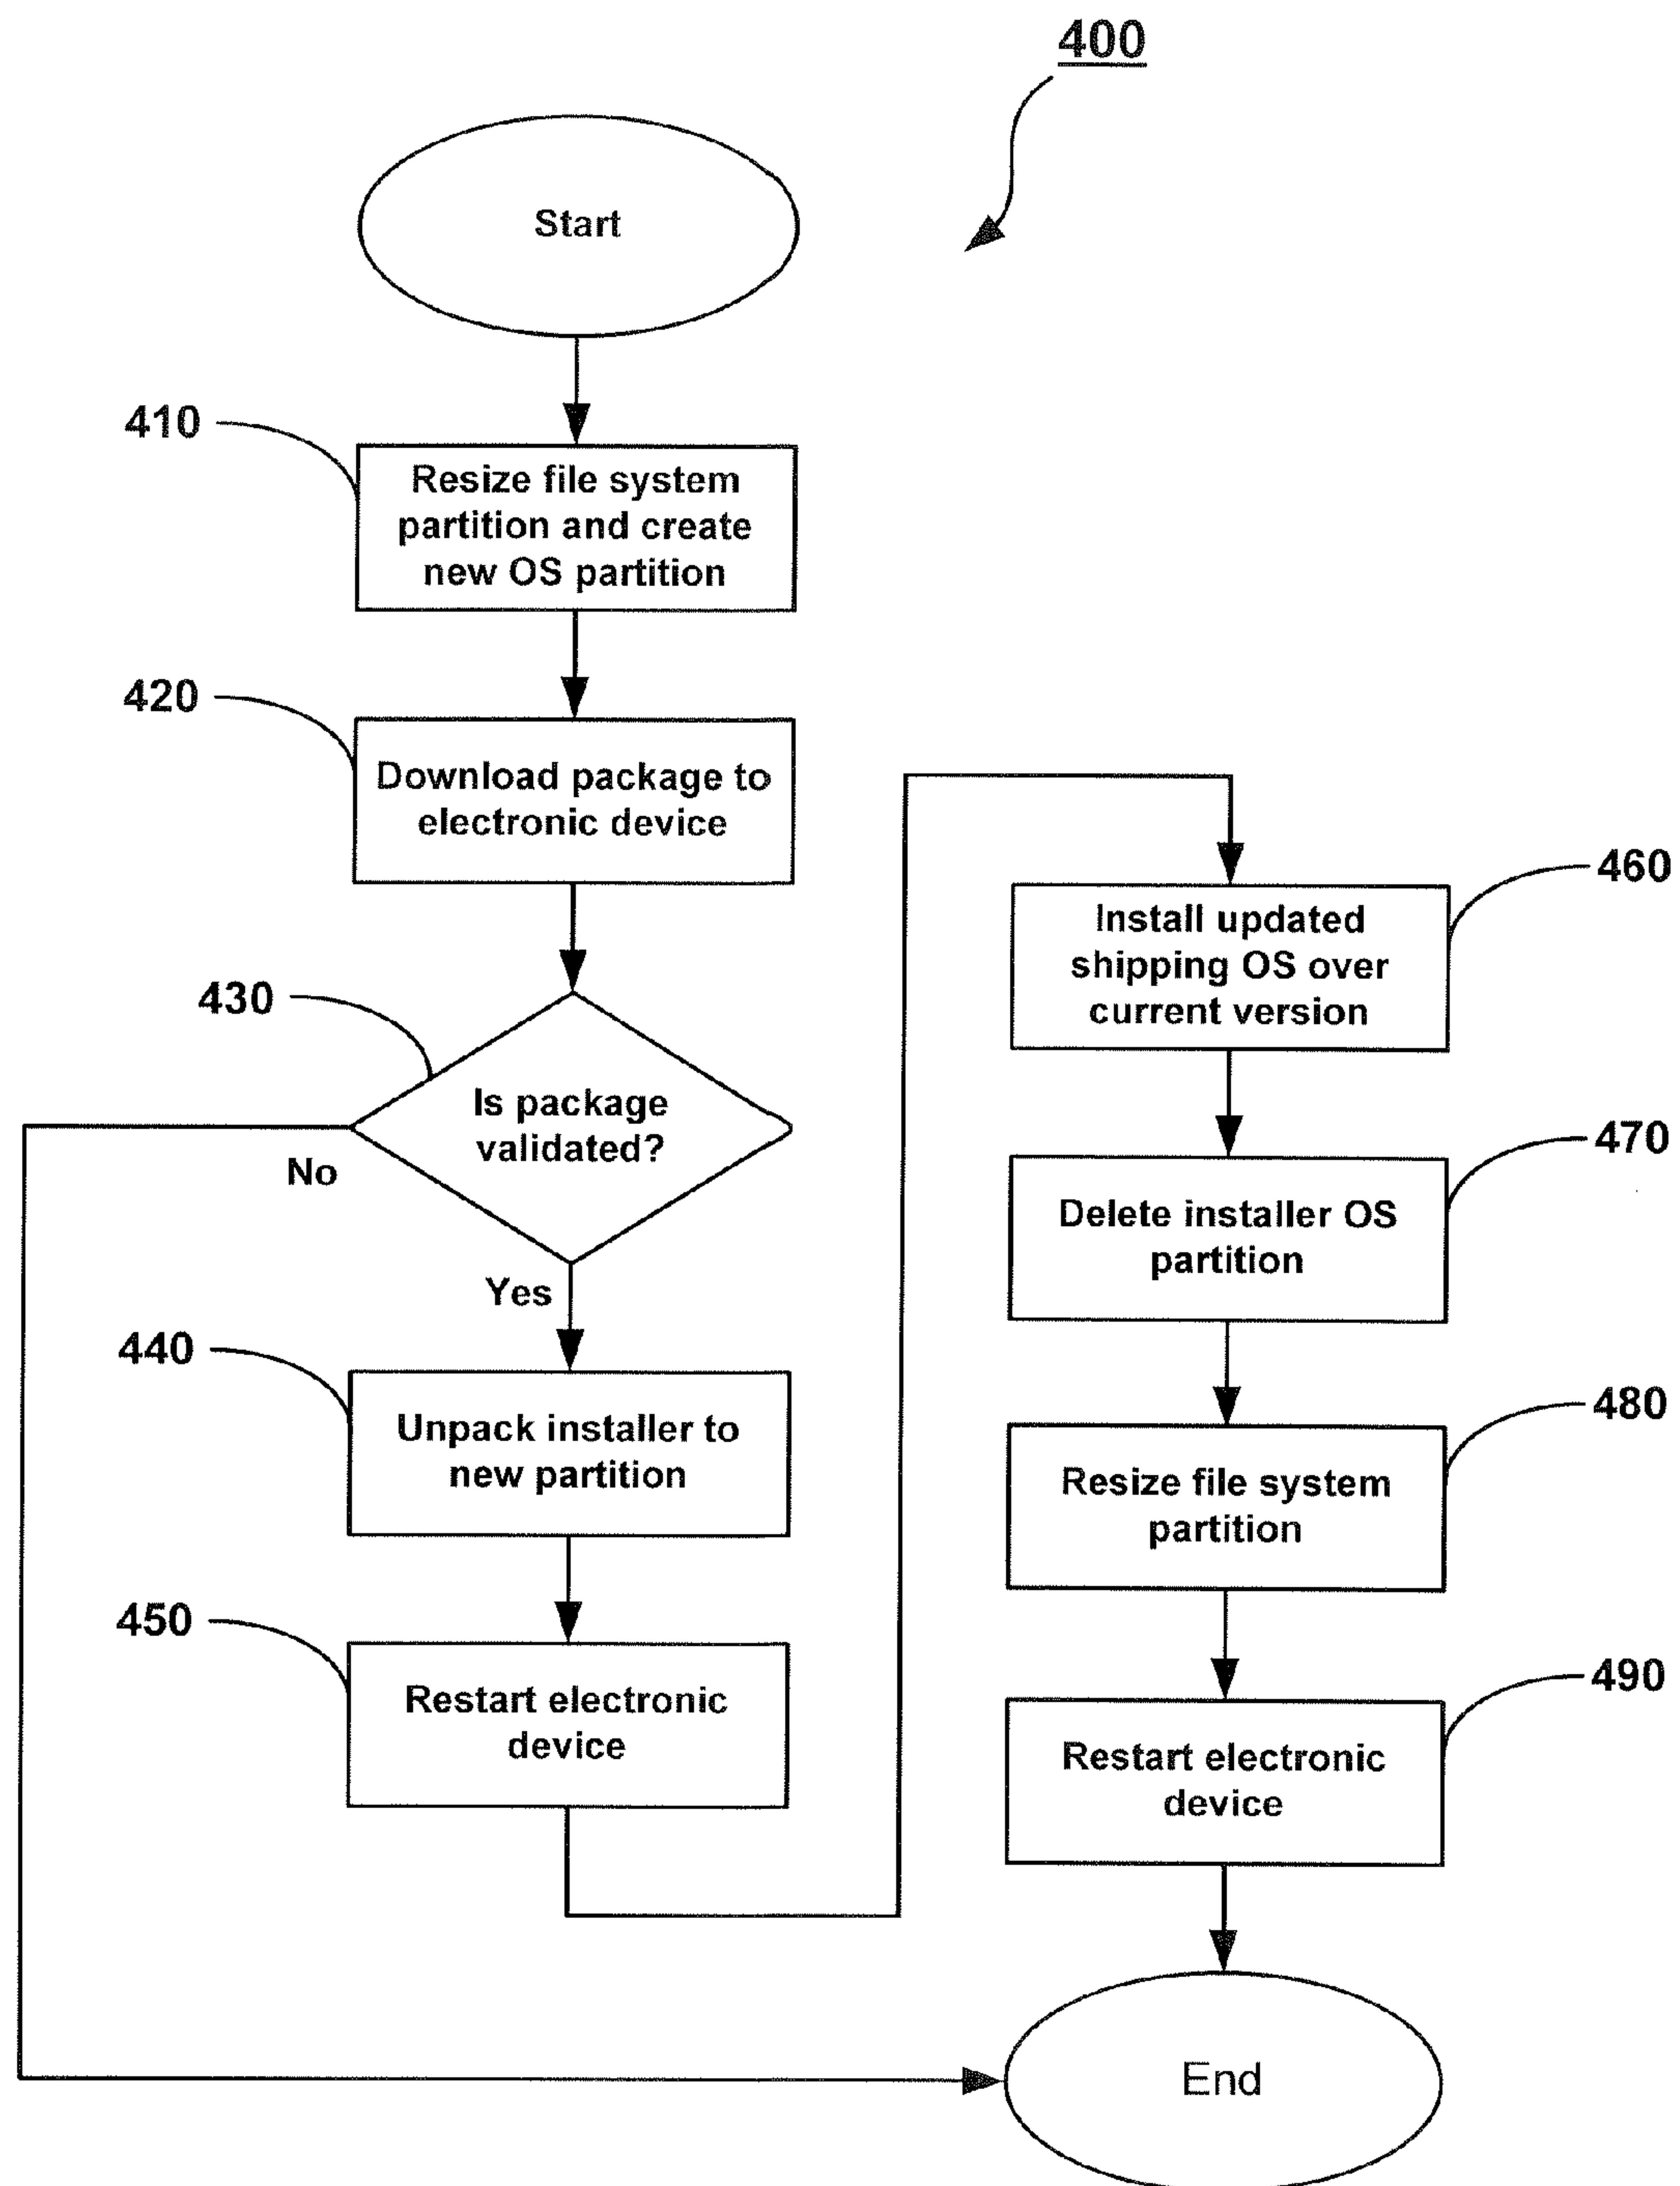 400
Start
410
Resize file system
partition and create
new OS partition
420
Download package to
electronic device
430
Is package
validated?
No
Yes
440
Unpack installer to
new partition
450
Restart electronic
device
460
Install updated
shipping OS over
current version
470
Delete installer OS
partition
480
Resize file system
partition
490
Restart electronic
device
End